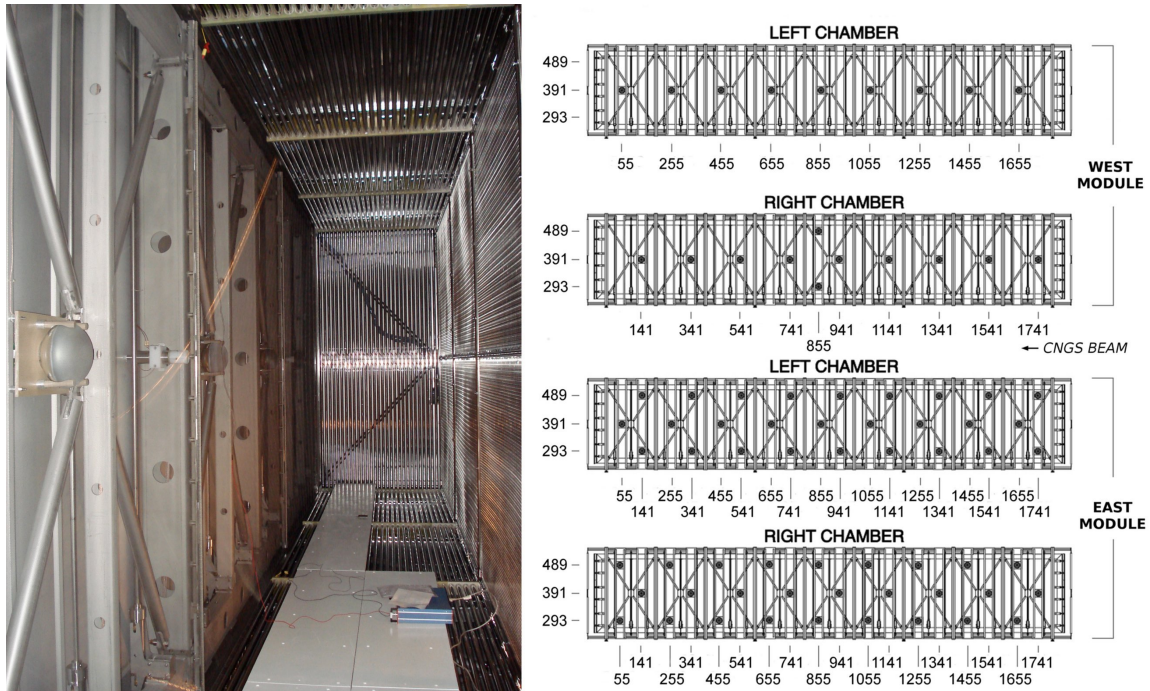 LEFT CHAMBER
489
391
293
55 255 455 655 855 1055 1255 1455 1655
WEST
MODULE
RIGHT CHAMBER
489
391
293
141 341 541 741 941 1141 1341 1541 1741
855
CNGS BEAM
LEFT CHAMBER
489
391
293
55 255 455 655 855 1055 1255 1455 1655
141 341 541 741 941 1141 1341 1541 1741
EAST
MODULE
RIGHT CHAMBER
489
391
293
141 341 541 741 941 1141 1341 1541 1741
55 255 455 655 855 1055 1255 1455 1655